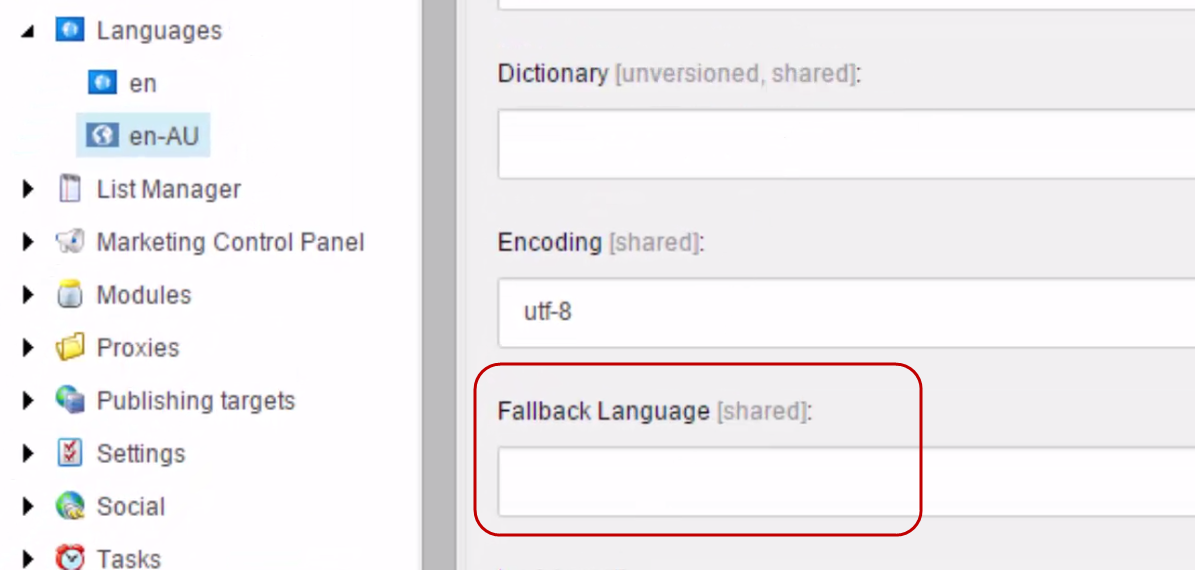 Languages
en
en-AU
List Manager
Marketing Control Panel
Modules
Proxies
Publishing targets
Settings
Social
Tasks
Dictionary [unversioned, shared]:
Encoding [shared]:
utf-8
Fallback Language [shared]: